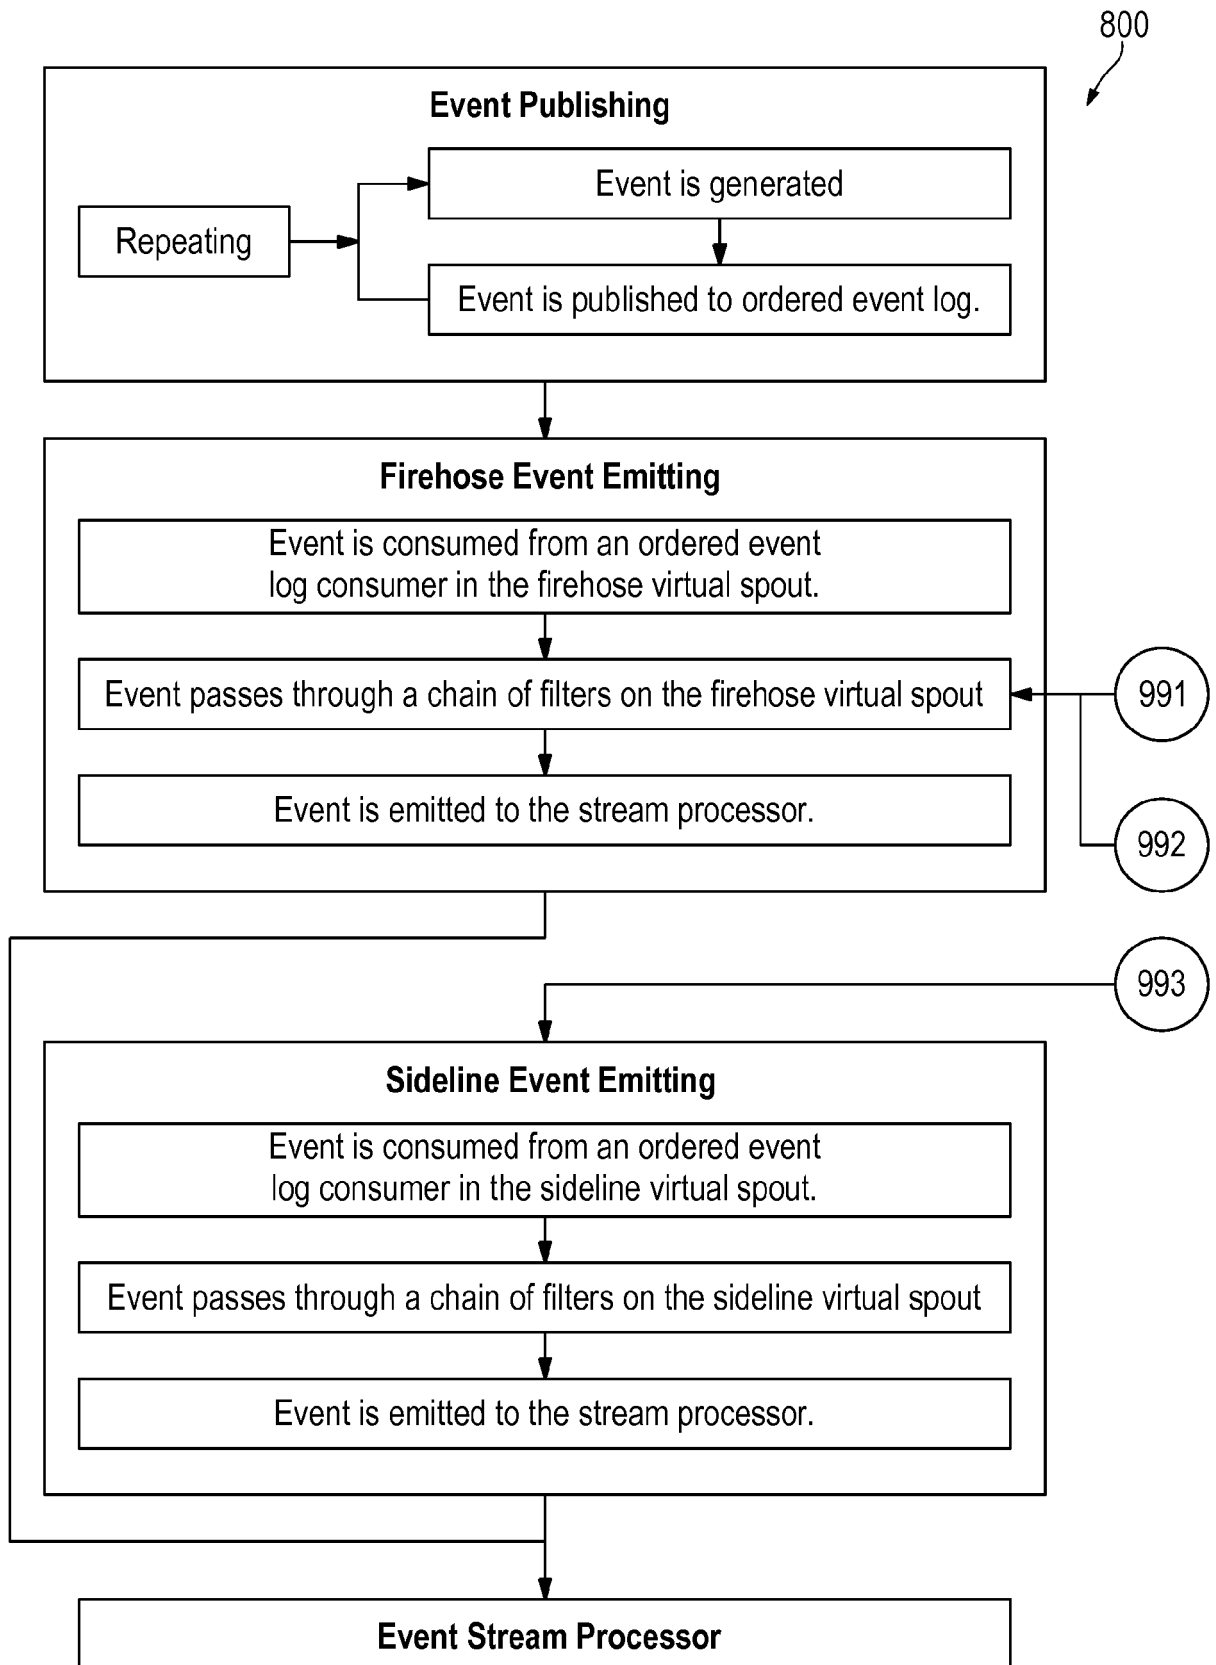 800
Event Publishing
Event is generated
Repeating
Event is published to ordered event log.
Firehose Event Emitting
Event is consumed from an ordered event
log consumer in the firehose virtual spout.
Event passes through a chain of filters on the firehose virtual spout
991
Event is emitted to the stream processor.
992
993
Sideline Event Emitting
Event is consumed from an ordered event
log consumer in the sideline virtual spout.
Event passes through a chain of filters on the sideline virtual spout
Event is emitted to the stream processor.
Event Stream Processor